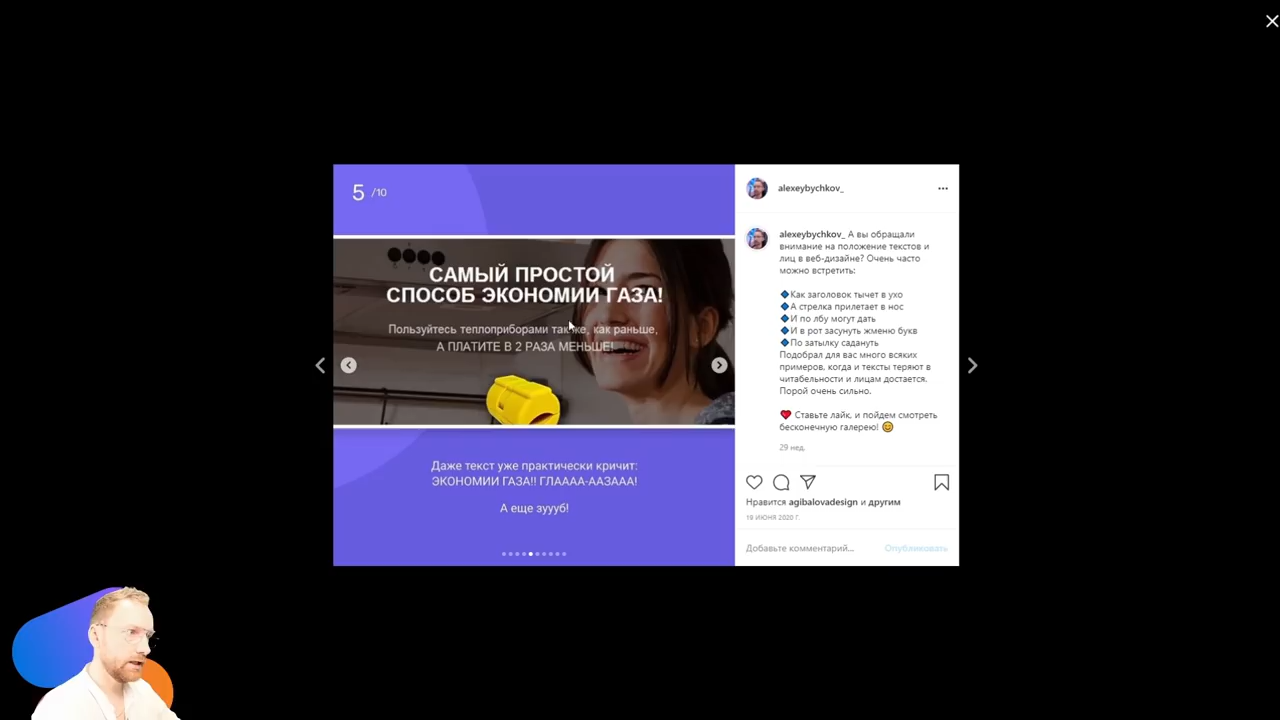 5 /10
САМЫЙ ПРОСТОЙ
СПОСОБ ЭКОНОМИИ ГАЗА!
Пользуйтесь теплоприборами так же, как раньше,
А ПЛАТИТЕ В 2 РАЗА МЕНЬШЕ!
Даже текст уже практически кричит:
ЭКОНОМИИ ГАЗА!! ГЛАААА-ААЗААА!
А еще зуууб!
alexeybychkov_
alexeybychkov_ А вы обращали
внимание на положение текстов и
лиц в веб-дизайне? Очень часто
можно встретить:
🔷Как заголовок тычет в ухо
🔷А стрелка прилетает в нос
🔷И по лбу могут дать
🔷И в рот засунуть жменю букв
🔷По затылку садануть
Подобрал для вас много всяких
примеров, когда и тексты теряют в
читабельности и лицам достается.
Порой очень сильно.
❤️ Ставьте лайк, и пойдем смотреть
бесконечную галерею! 😊
29 нед.
Нравится agibalovadesign и другим
19 ИЮНЯ 2020 Г.
Добавьте комментарий... Опубликовать